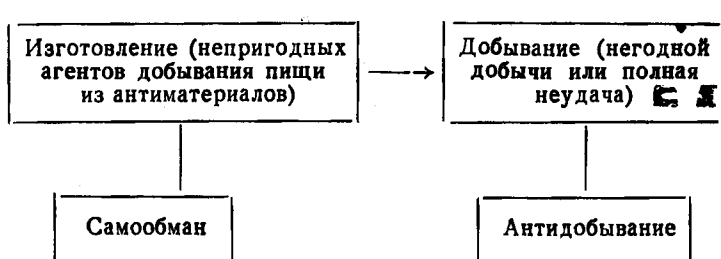 Изготовление (непригодных
агентов добывания пищи
из антиматериалов)
Добывание (негодной
добычи или полная
неудача)
Самообман
Антидобывание